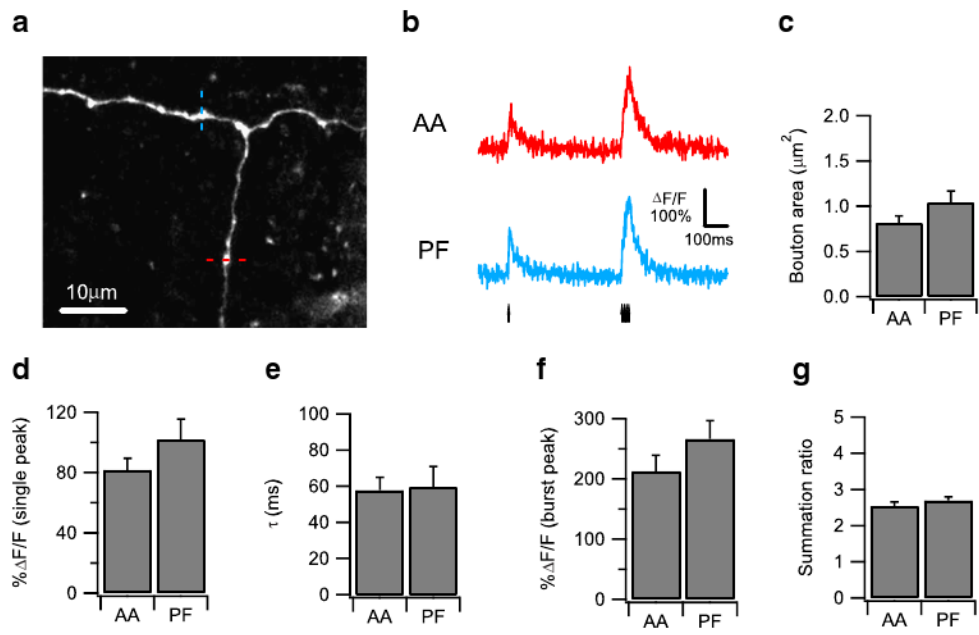 a
10μm
b
AA
PF
ΔF/F
100%
100ms
c
Bouton area (μm²)
2.0
1.5
1.0
0.5
0.0
AA PF
d
%ΔF/F (single peak)
120
80
40
0
AA PF
e
τ (ms)
100
80
60
40
20
0
AA PF
f
%ΔF/F (burst peak)
300
200
100
0
AA PF
g
Summation ratio
5
4
3
2
1
0
AA PF